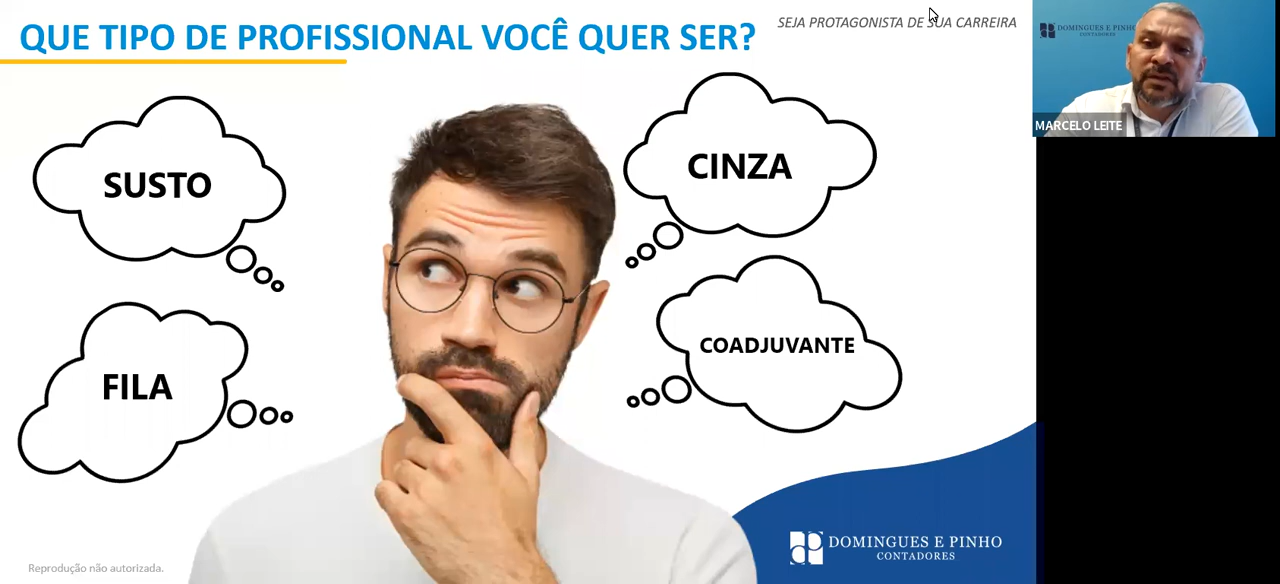 QUE TIPO DE PROFISSIONAL VOCÊ QUER SER?
SEJA PROTAGONISTA DE SUA CARREIRA
DOMINGUES E PINHO
CONTADORES
MARCELO LEITE
SUSTO
CINZA
FILA
COADJUVANTE
DOMINGUES E PINHO
CONTADORES
Reprodução não autorizada.